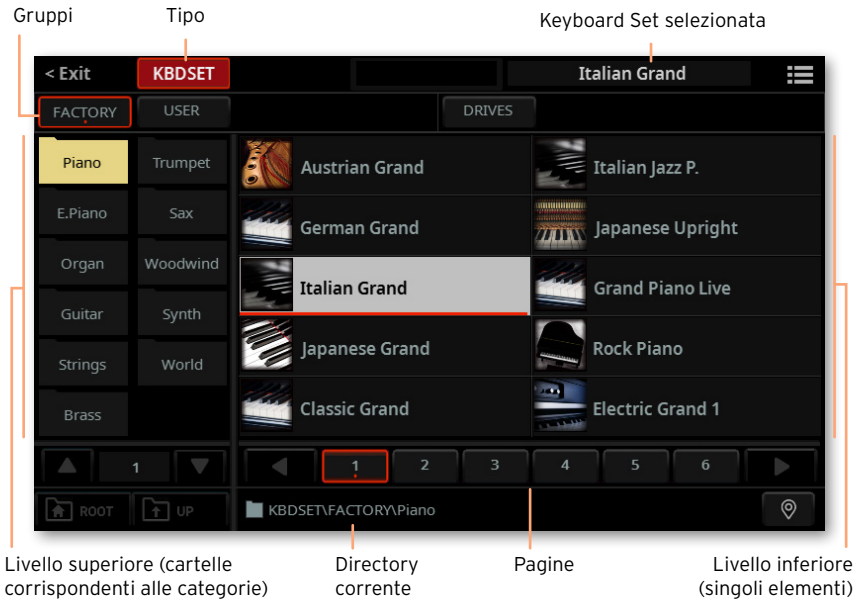 Gruppi
Tipo
Keyboard Set selezionata
< Exit
KBDSET
Italian Grand
FACTORY
USER
DRIVES
Piano
Trumpet
E.Piano
Sax
Organ
Woodwind
Guitar
Synth
Strings
World
Brass
Austrian Grand
Italian Jazz P.
German Grand
Japanese Upright
Italian Grand
Grand Piano Live
Japanese Grand
Rock Piano
Classic Grand
Electric Grand 1
1
1
2
3
4
5
6
ROOT
UP
KBDSET\FACTORY\Piano
Livello superiore (cartelle
corrispondenti alle categorie)
Directory
corrente
Pagine
Livello inferiore
(singoli elementi)